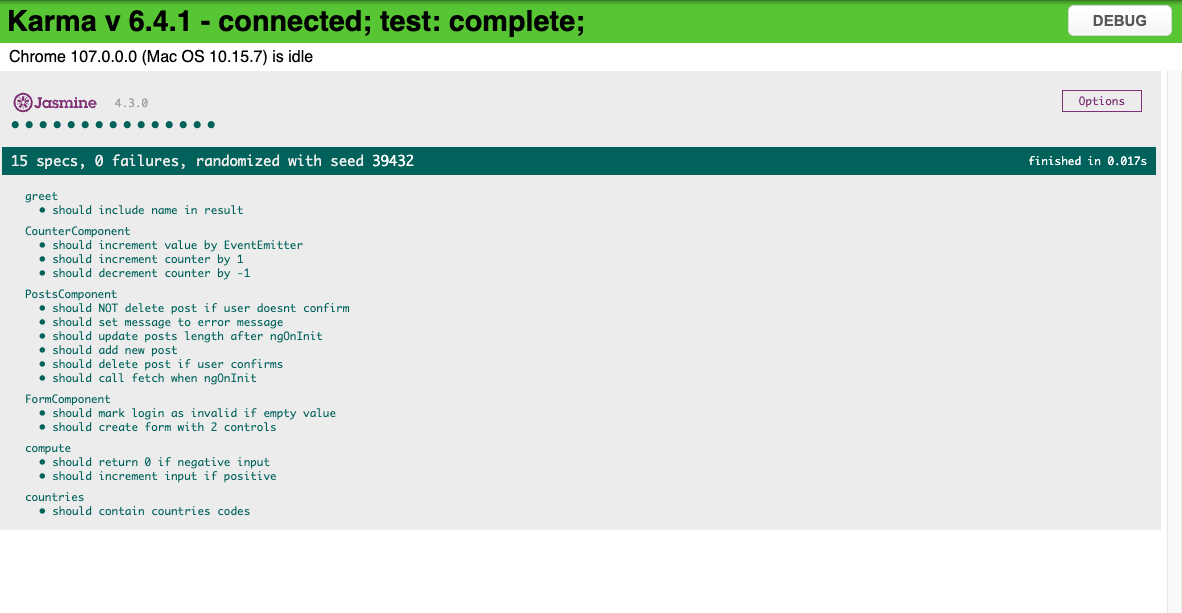 Karma v 6.4.1 - connected; test: complete;
DEBUG
Chrome 107.0.0.0 (Mac OS 10.15.7) is idle
Jasmine 4.3.0
Options
15 specs, 0 failures, randomized with seed 39432
finished in 0.017s
greet
• should include name in result
CounterComponent
• should increment value by EventEmitter
• should increment counter by 1
• should decrement counter by -1
PostsComponent
• should NOT delete post if user doesnt confirm
• should set message to error message
• should update posts length after ngOnInit
• should add new post
• should delete post if user confirms
• should call fetch when ngOnInit
FormComponent
• should mark login as invalid if empty value
• should create form with 2 controls
compute
• should return 0 if negative input
• should increment input if positive
countries
• should contain countries codes